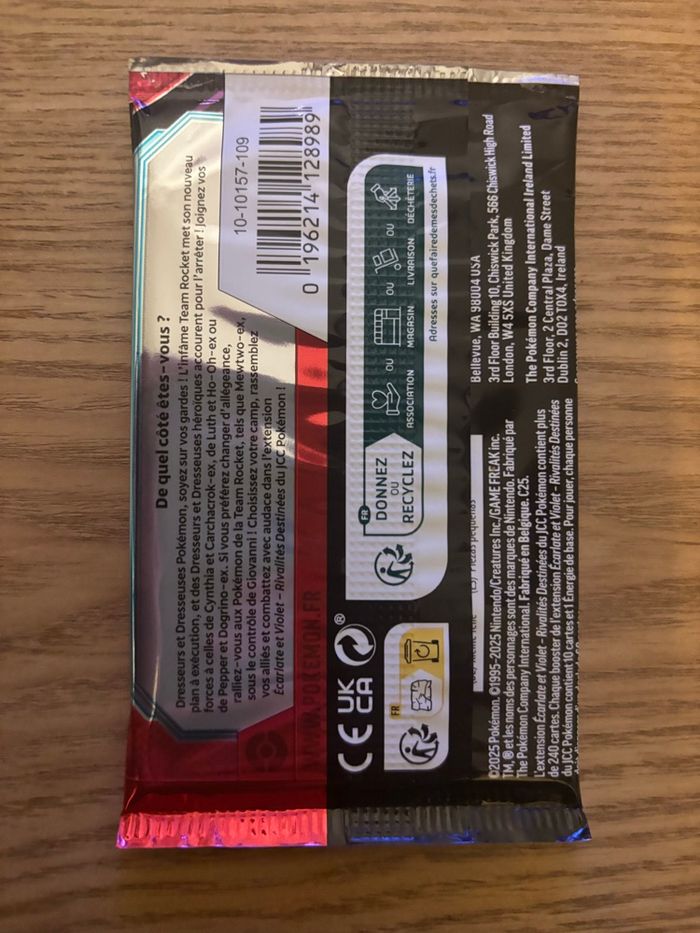 De quel côté êtes-vous ?
Dresseurs et Dresseuses Pokémon, soyez sur vos gardes ! L'infâme Team Rocket met son nouveau
plan à exécution, et des Dresseurs et Dresseuses héroïques accourent pour l'arrêter ! Joignez vos
forces à celles de Cynthia et Carchacrok-ex, de Luth et Ho-Oh-ex ou
de Pepper et Dogrino-ex. Si vous préférez changer d'allégeance,
ralliez-vous aux Pokémon de la Team Rocket, tels que Mewtwo-ex,
sous le contrôle de Giovanni ! Choisissez votre camp, rassemblez
vos alliés et combattez avec audace dans l'extension
Écarlate et Violet – Rivalités Destinées du JCC Pokémon !
10-10157-109
0 196214 128989
WWW.POKEMON.FR
CE UK CA ®
FR
FR
DONNEZ
OU
RECYCLEZ
ASSOCIATION OU MAGASIN OU LIVRAISON OU DÉCHÈTERIE
Adresses sur quefairedemesdechets.fr
©2025 Pokémon. ©1995-2025 Nintendo/Creatures Inc./GAME FREAK inc.
TM, ® et les noms des personnages sont des marques de Nintendo. Fabriqué par
The Pokémon Company International. Fabriqué en Belgique. C25.
L'extension Écarlate et Violet – Rivalités Destinées du JCC Pokémon contient plus
de 240 cartes. Chaque booster de l'extension Écarlate et Violet – Rivalités Destinées
du JCC Pokémon contient 10 cartes et 1 Énergie de base. Pour jouer, chaque personne
Bellevue, WA 98004 USA
3rd Floor Building 10, Chiswick Park, 566 Chiswick High Road
London, W4 5XS United Kingdom
The Pokémon Company International Ireland Limited
3rd Floor, 2 Central Plaza, Dame Street
Dublin 2, D02 T0X4, Ireland